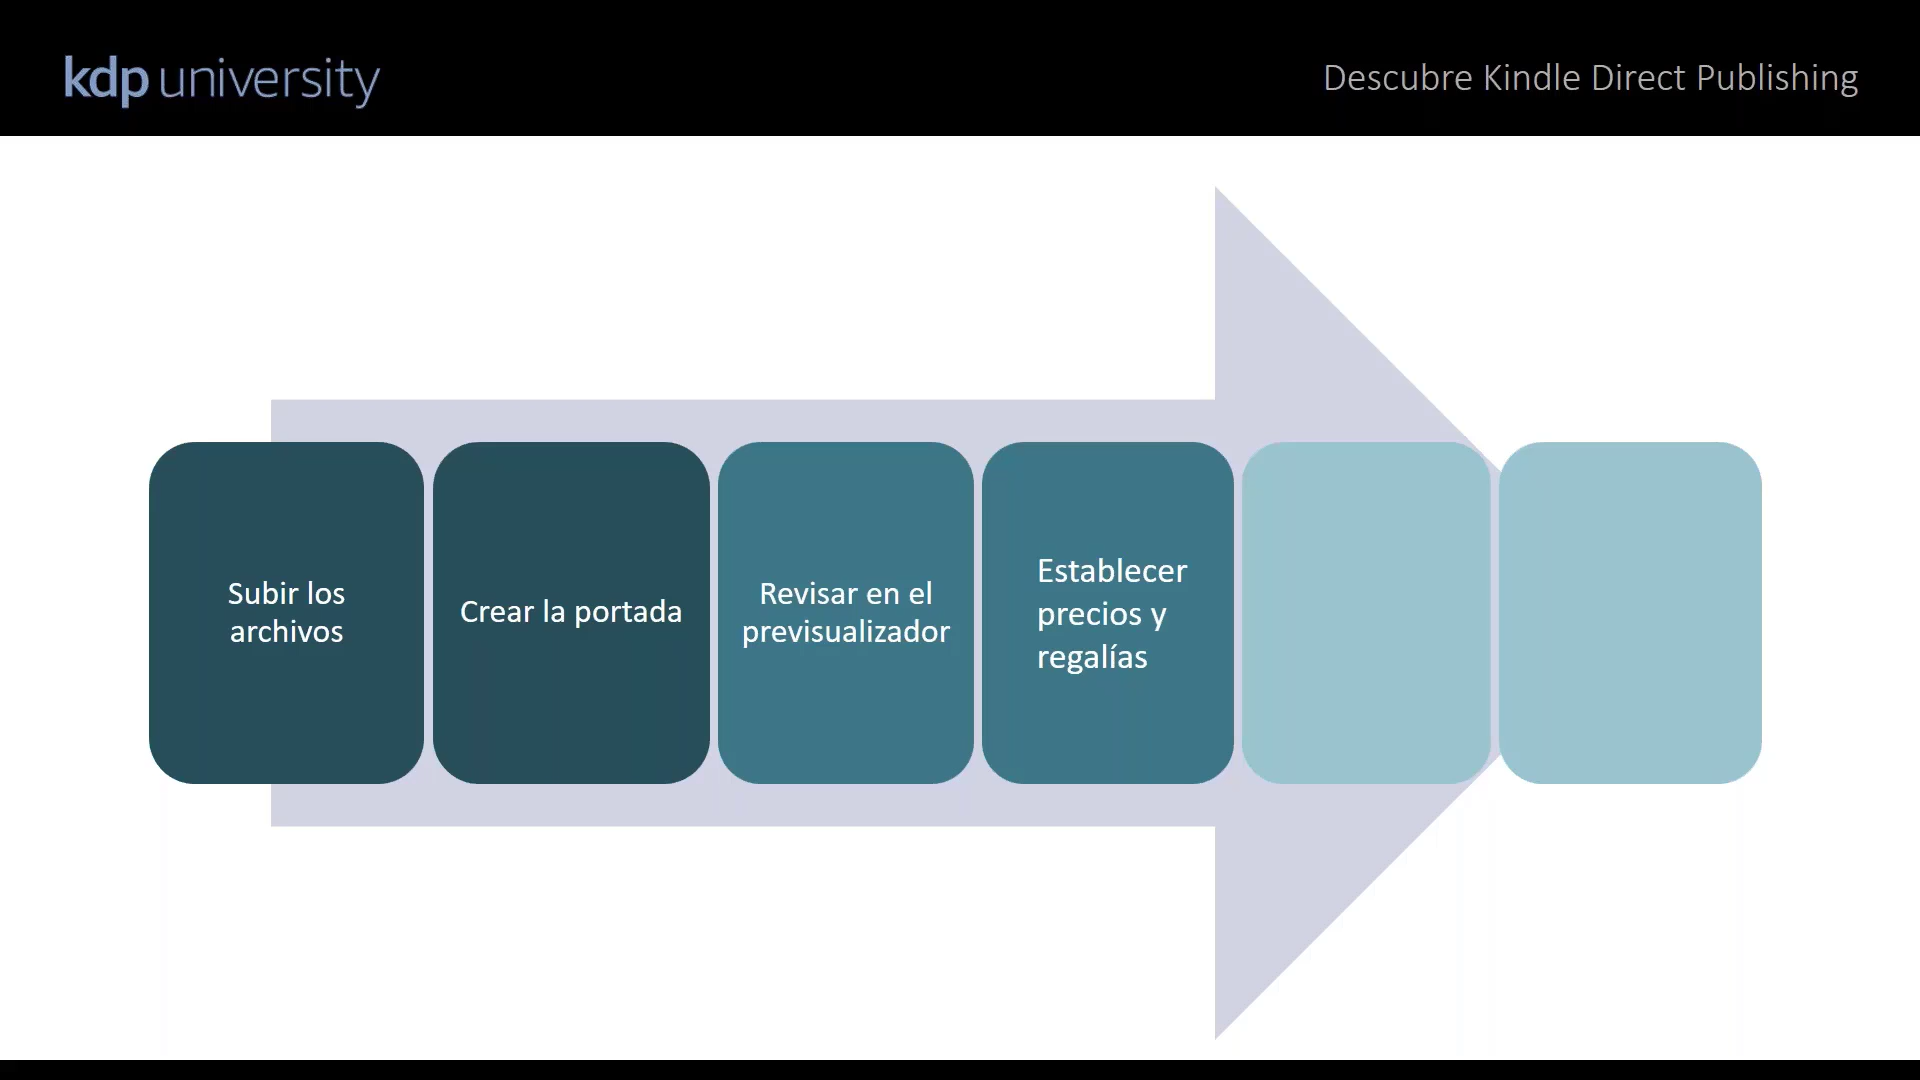 kdp university
Descubre Kindle Direct Publishing
Subir los
archivos
Crear la portada
Revisar en el
previsualizador
Establecer
precios y
regalías